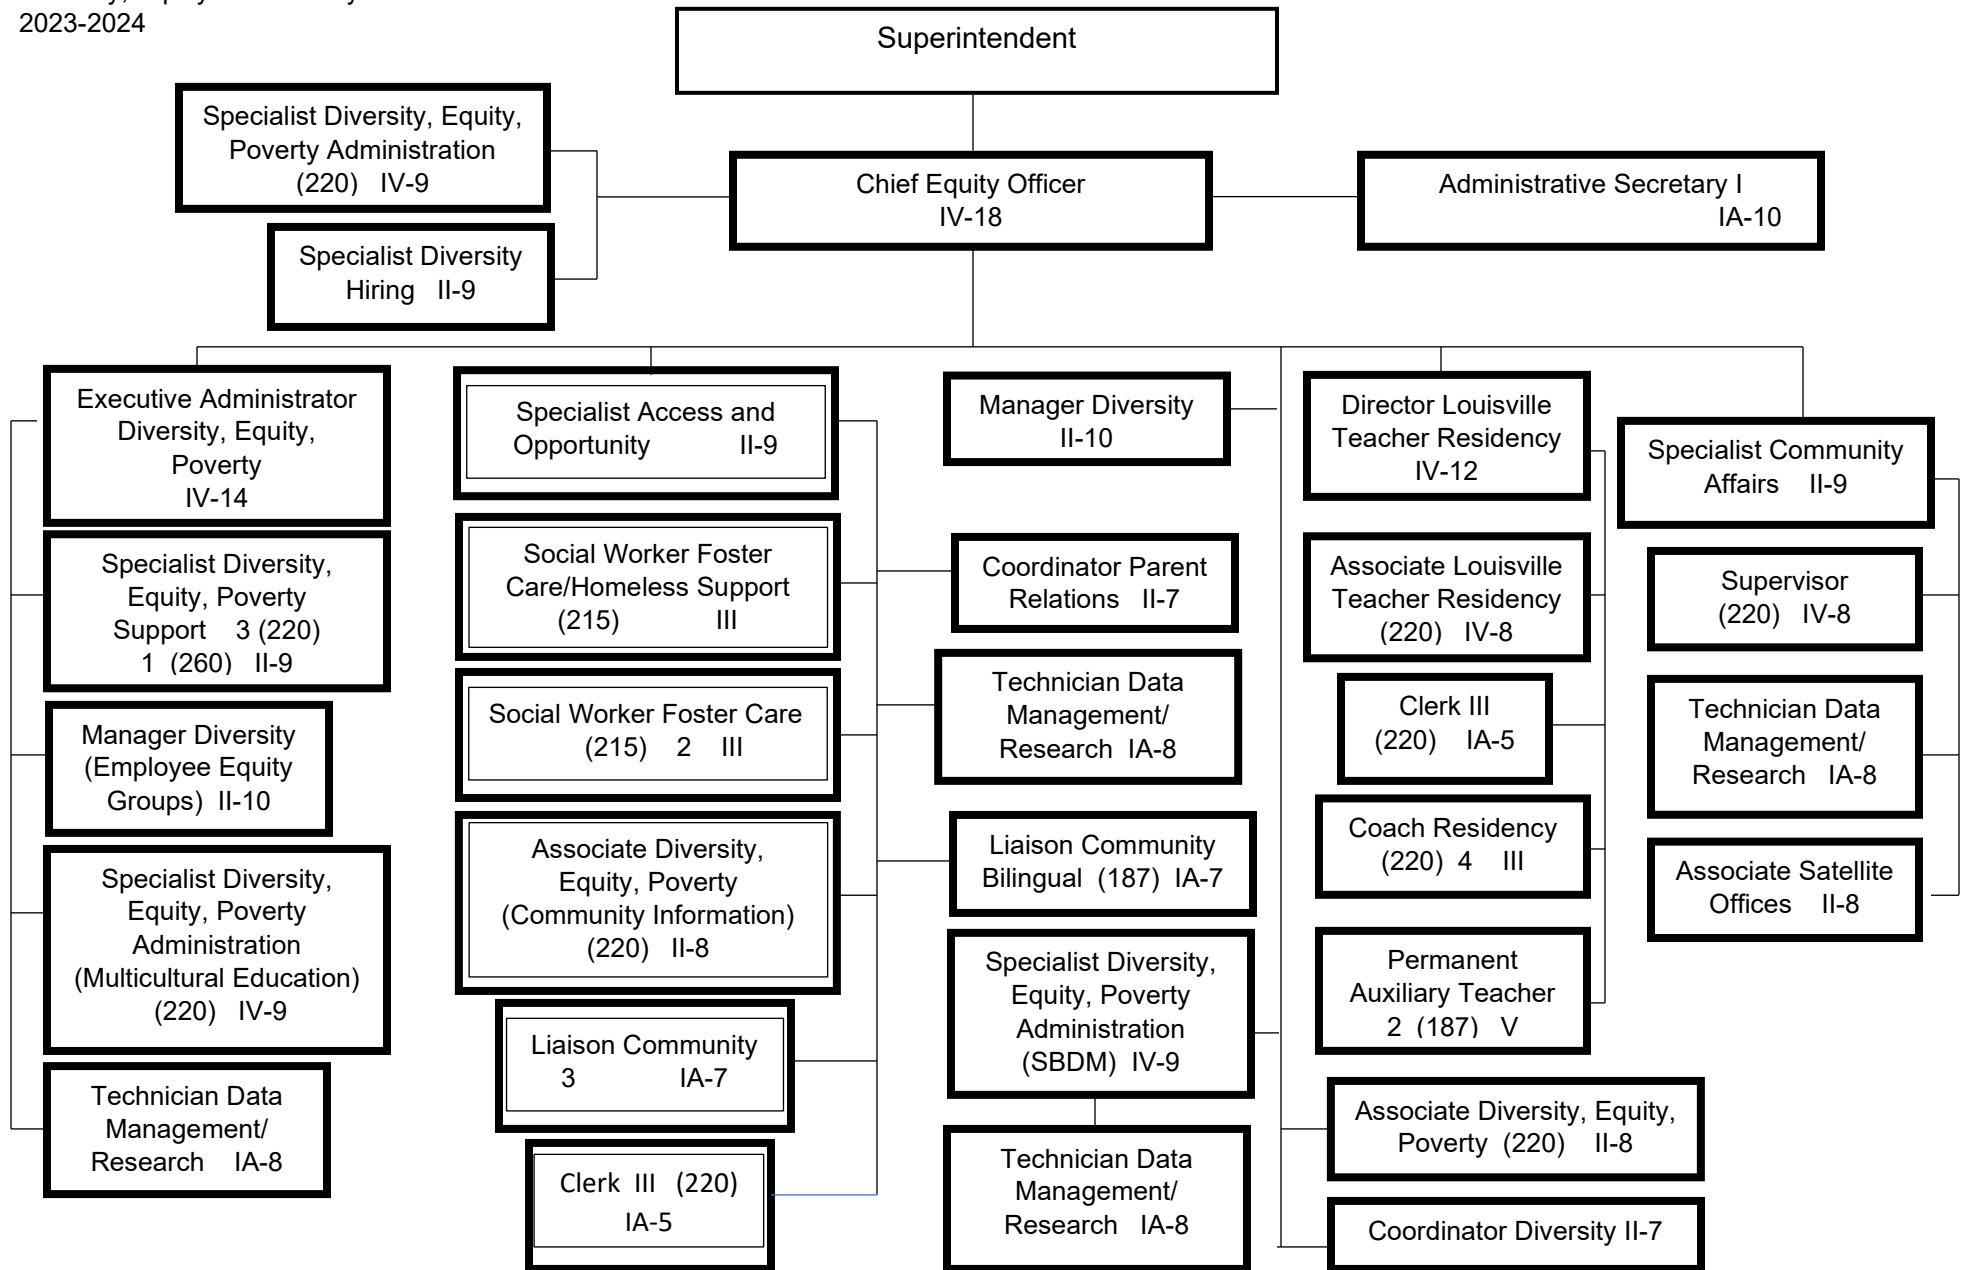 2023-2024
Superintendent
Specialist Diversity, Equity,
Poverty Administration
(220) IV-9
Chief Equity Officer
IV-18
Administrative Secretary I
IA-10
Specialist Diversity
Hiring II-9
Executive Administrator
Diversity, Equity,
Poverty
IV-14
Specialist Diversity,
Equity, Poverty
Support 3 (220)
1 (260) II-9
Manager Diversity
(Employee Equity
Groups) II-10
Specialist Diversity,
Equity, Poverty
Administration
(Multicultural Education)
(220) IV-9
Technician Data
Management/
Research IA-8
Specialist Access and
Opportunity II-9
Social Worker Foster
Care/Homeless Support
(215) III
Social Worker Foster Care
(215) 2 III
Associate Diversity,
Equity, Poverty
(Community Information)
(220) II-8
Liaison Community
3 IA-7
Clerk III (220)
IA-5
Manager Diversity
II-10
Coordinator Parent
Relations II-7
Technician Data
Management/
Research IA-8
Liaison Community
Bilingual (187) IA-7
Specialist Diversity,
Equity, Poverty
Administration
(SBDM) IV-9
Technician Data
Management/
Research IA-8
Director Louisville
Teacher Residency
IV-12
Associate Louisville
Teacher Residency
(220) IV-8
Clerk III
(220) IA-5
Coach Residency
(220) 4 III
Permanent
Auxiliary Teacher
2 (187) V
Associate Diversity, Equity,
Poverty (220) II-8
Coordinator Diversity II-7
Specialist Community
Affairs II-9
Supervisor
(220) IV-8
Technician Data
Management/
Research IA-8
Associate Satellite
Offices II-8